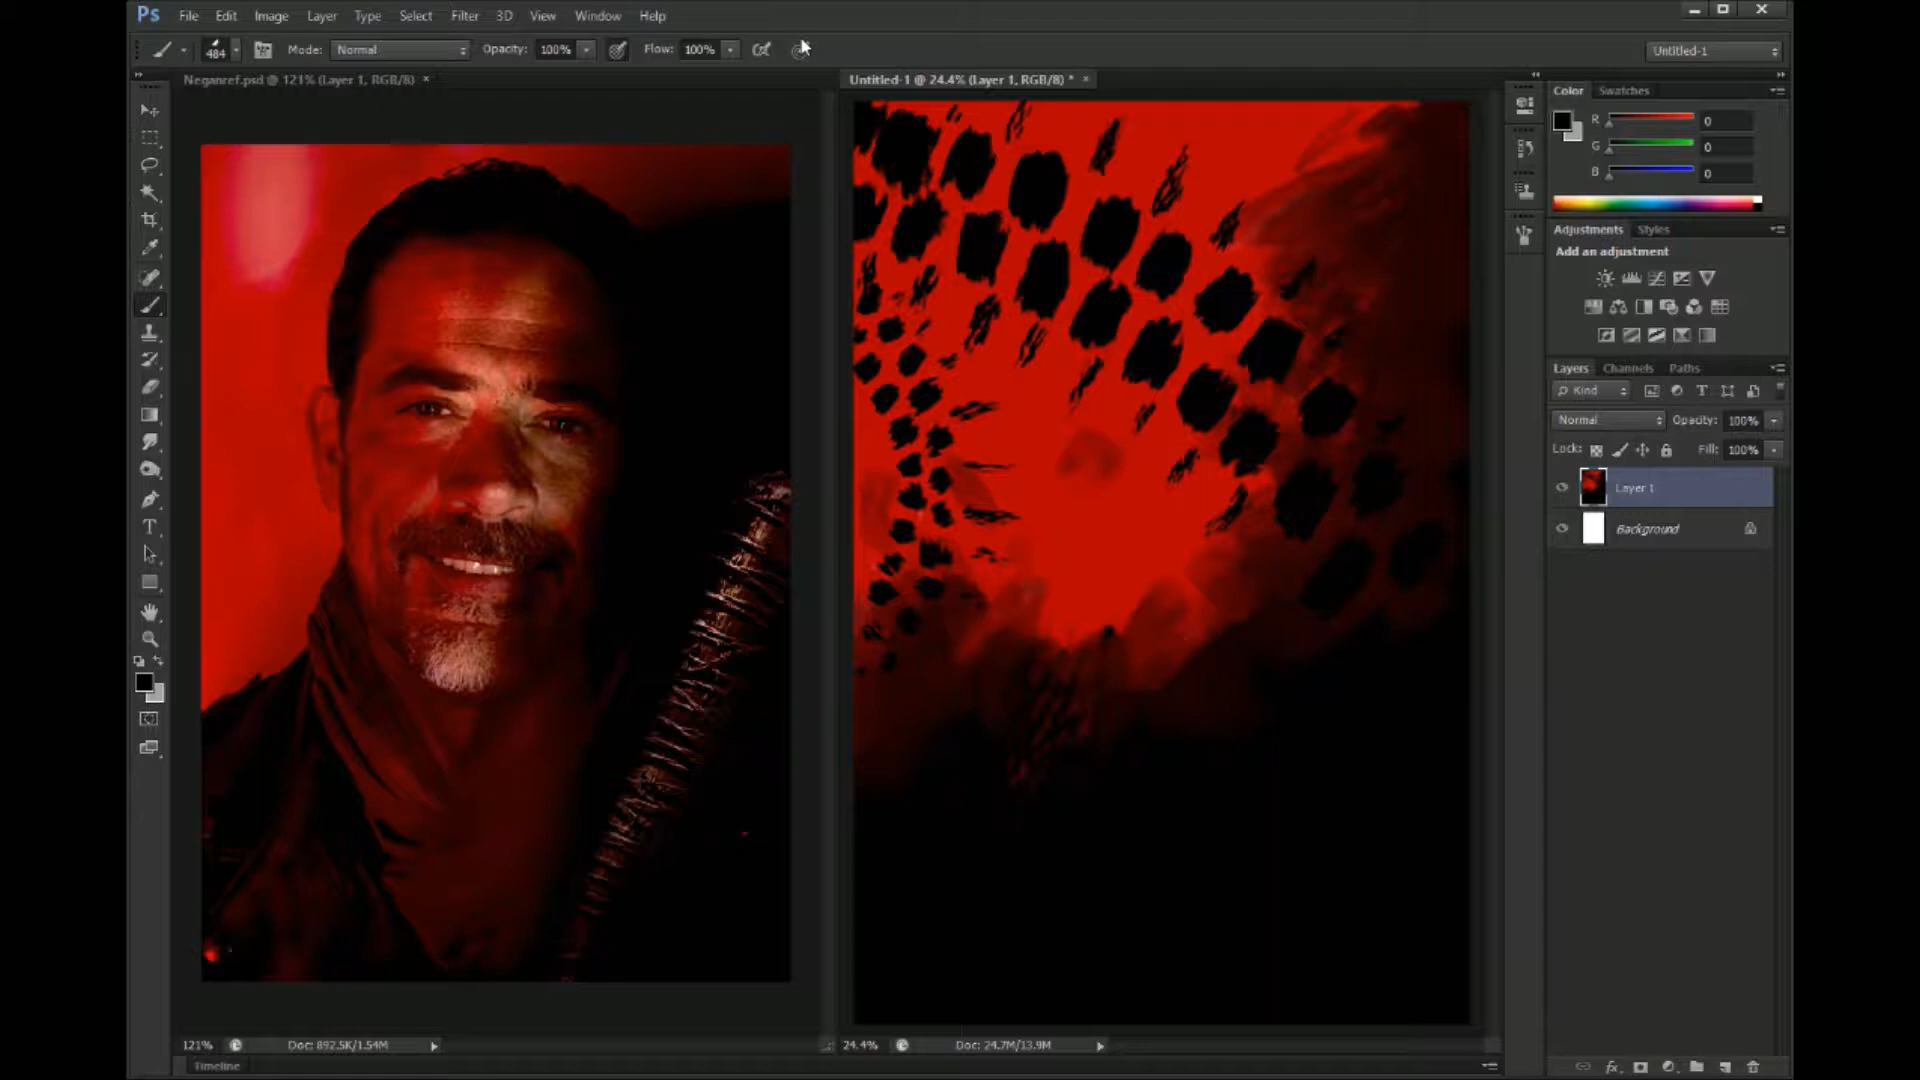 Ps File Edit Image Layer Type Select Filter 3D View Window Help
484 Mode: Normal Opacity: 100% Flow: 100% Untitled-1
Neganref.psd @ 121% (Layer 1, RGB/8) × Untitled-1 @ 24.4% (Layer 1, RGB/8) * ×
Color Swatches
R 0
G 0
B 0
Adjustments Styles
Add an adjustment
Layers Channels Paths
Kind T
Normal Opacity: 100%
Lock: Fill: 100%
Layer 1
Background
T
121% Doc: 892.5K/1.54M 24.4% Doc: 24.7M/13.9M
Timeline fx